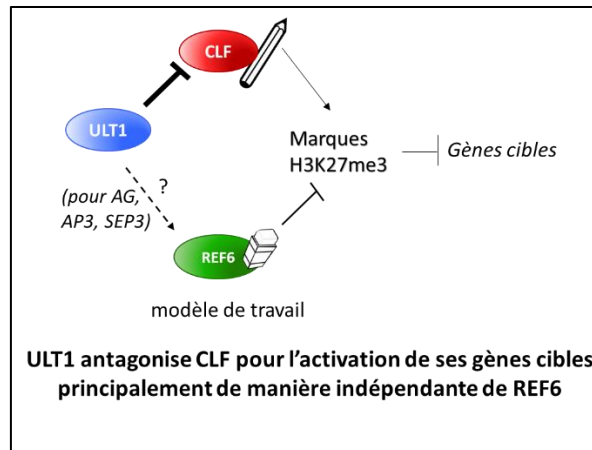 CLF
ULT1
Marques
H3K27me3
Gènes cibles
?
(pour AG,
AP3, SEP3)
REF6
modèle de travail
ULT1 antagonise CLF pour l’activation de ses gènes cibles
principalement de manière indépendante de REF6